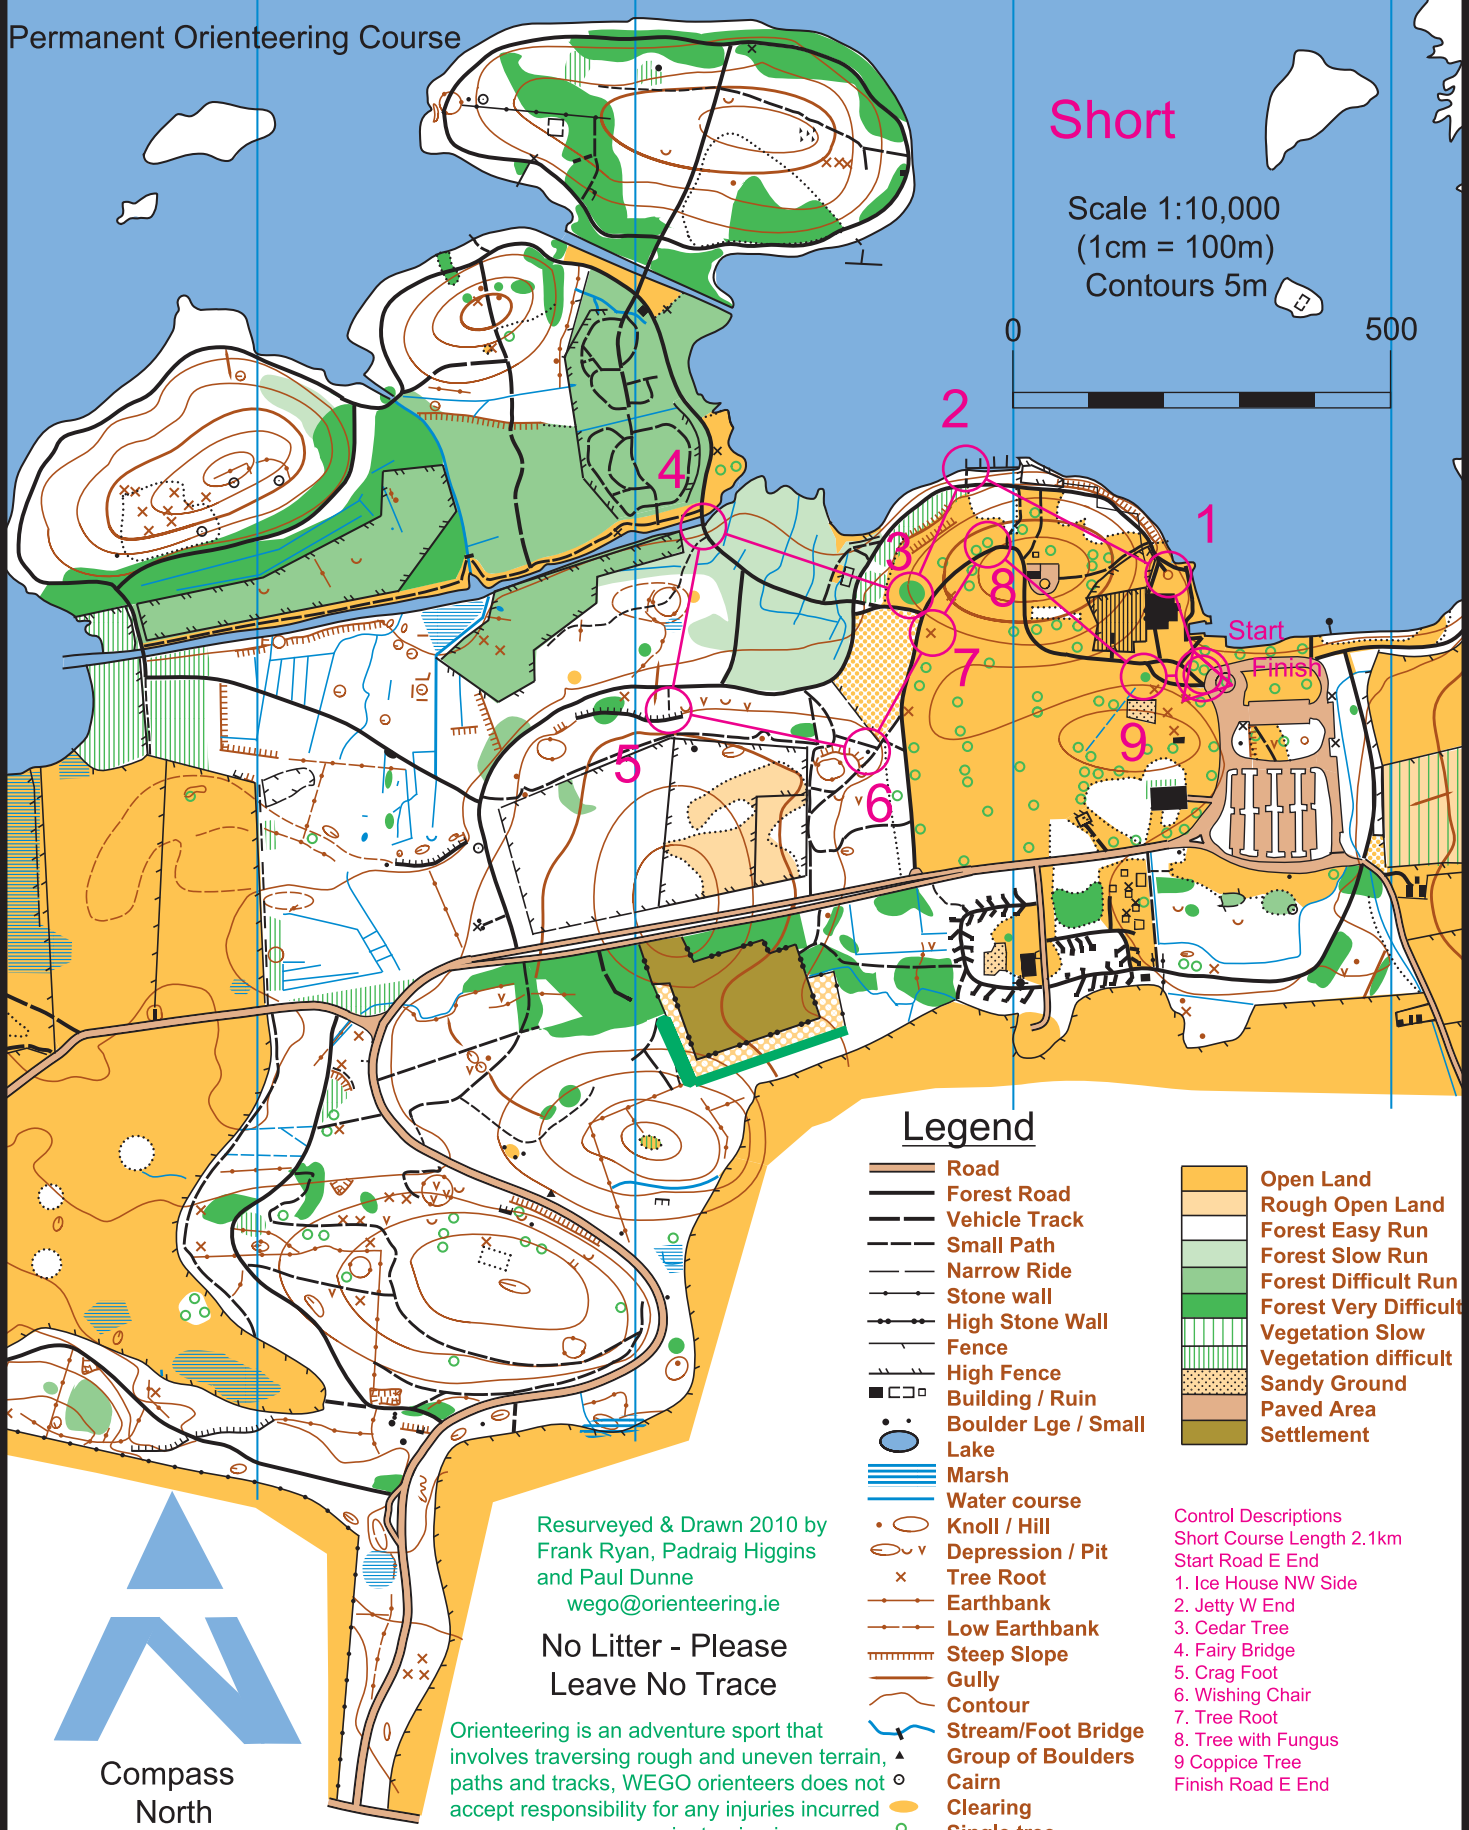 Permanent Orienteering Course
Short
Scale 1:10,000
(1cm = 100m)
Contours 5m
0
500
2
4
1
3
8
Start
Finish
7
5
9
6
Legend
Road
Forest Road
Vehicle Track
Small Path
Narrow Ride
Stone wall
High Stone Wall
Fence
High Fence
Building / Ruin
Boulder Lge / Small
Lake
Marsh
Water course
Knoll / Hill
Depression / Pit
Tree Root
Earthbank
Low Earthbank
Steep Slope
Gully
Contour
Stream/Foot Bridge
Group of Boulders
Cairn
Clearing
Single tree
Open Land
Rough Open Land
Forest Easy Run
Forest Slow Run
Forest Difficult Run
Forest Very Difficult
Vegetation Slow
Vegetation difficult
Sandy Ground
Paved Area
Settlement
Control Descriptions
Short Course Length 2.1km
Start Road E End
1. Ice House NW Side
2. Jetty W End
3. Cedar Tree
4. Fairy Bridge
5. Crag Foot
6. Wishing Chair
7. Tree Root
8. Tree with Fungus
9 Coppice Tree
Finish Road E End
Resurveyed & Drawn 2010 by
Frank Ryan, Padraig Higgins
and Paul Dunne
wego@orienteering.ie
No Litter - Please
Leave No Trace
Orienteering is an adventure sport that
involves traversing rough and uneven terrain,
paths and tracks, WEGO orienteers does not
accept responsibility for any injuries incurred
N
Compass
North